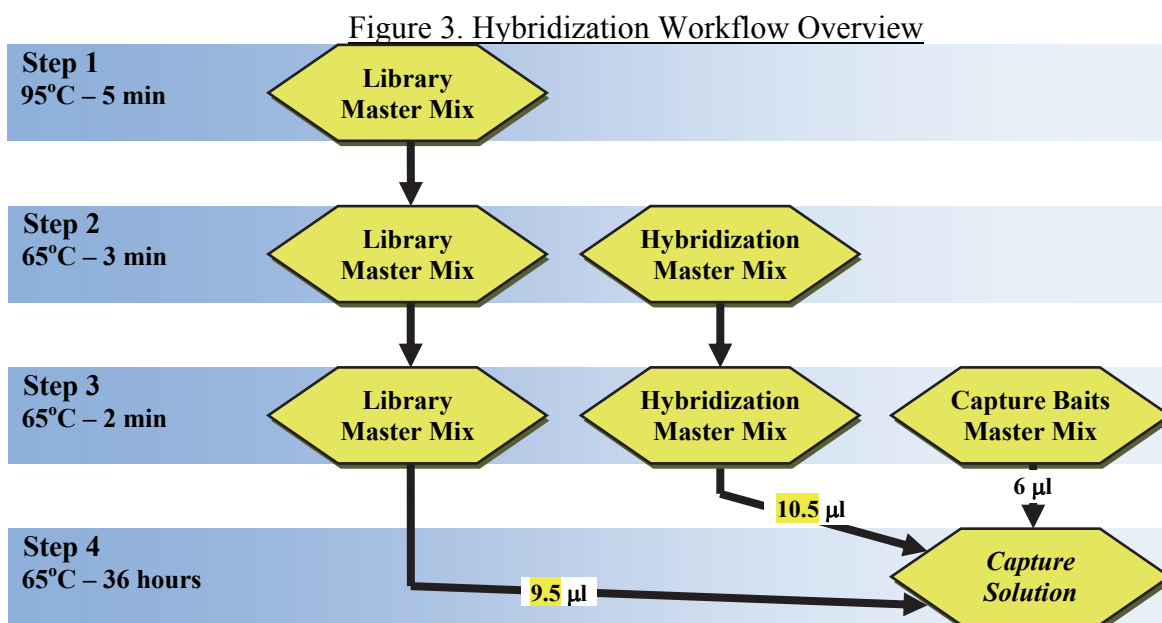 Figure 3. Hybridization Workflow Overview
Step 1
95°C – 5 min
Library
Master Mix
Step 2
65°C – 3 min
Library
Master Mix
Hybridization
Master Mix
Step 3
65°C – 2 min
Library
Master Mix
Hybridization
Master Mix
Capture Baits
Master Mix
6 µl
10.5 µl
Step 4
65°C – 36 hours
9.5 µl
Capture
Solution